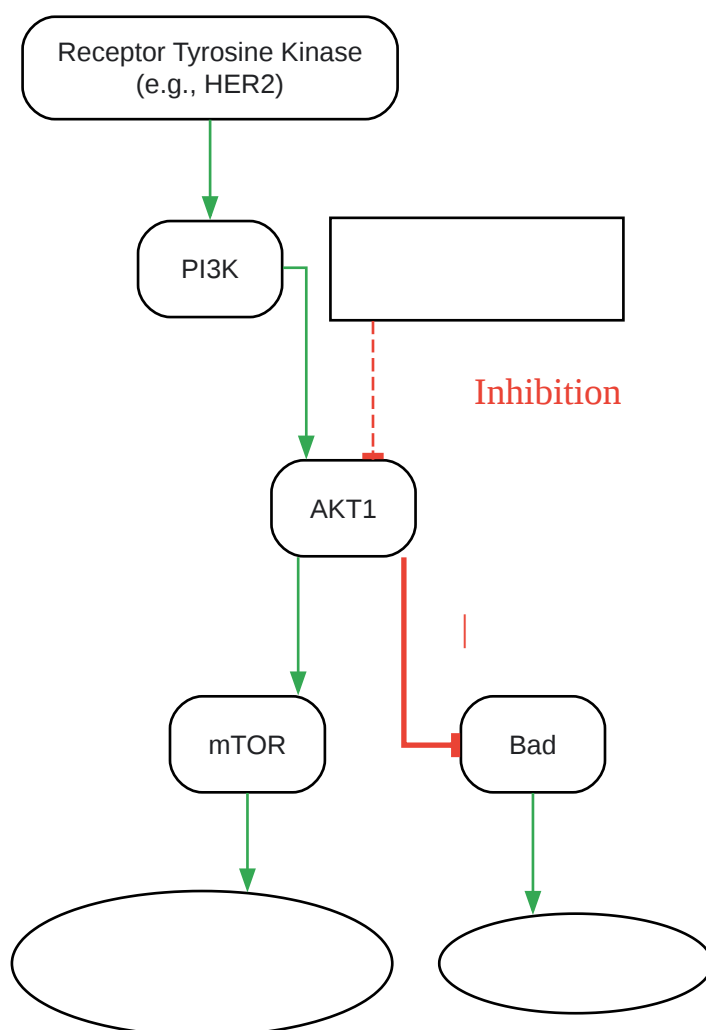 Receptor Tyrosine Kinase
(e.g., HER2)
PI3K
Inhibition
AKT1
mTOR
Bad